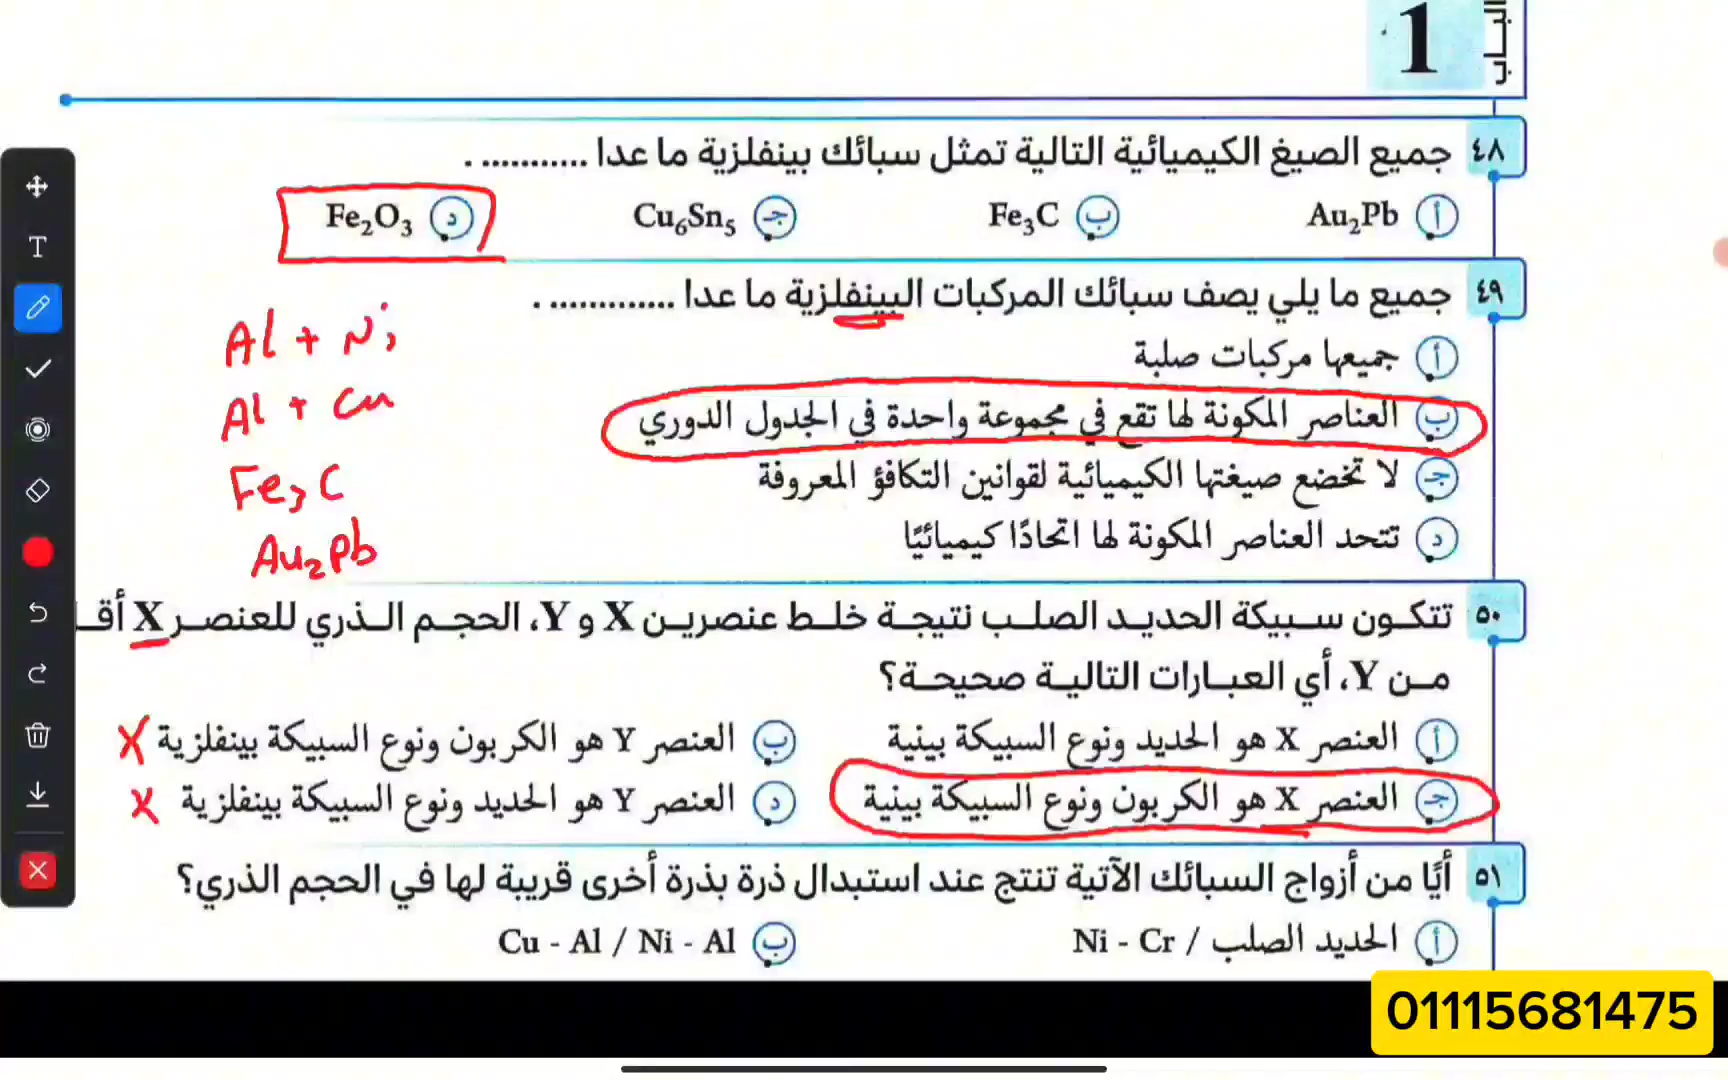 الباب
1
٤٨ جميع الصيغ الكيميائية التالية تمثل سبائك بينفلزية ما عدا ............ .
أ Au2Pb ب Fe3C جـ Cu6Sn5 د Fe2O3
٤٩ جميع ما يلي يصف سبائك المركبات البينفلزية ما عدا ............. .
أ جميعها مركبات صلبة
ب العناصر المكونة لها تقع في مجموعة واحدة في الجدول الدوري
جـ لا تخضع صيغتها الكيميائية لقوانين التكافؤ المعروفة
د تتحد العناصر المكونة لها اتحادًا كيميائيًا
Al + Ni
Al + Cu
Fe3C
Au2Pb
٥٠ تتكون سبيكة الحديد الصلب نتيجة خلط عنصرين X و Y، الحجم الذري للعنصر X أقـ
من Y، أي العبارات التالية صحيحة؟
أ العنصر X هو الحديد ونوع السبيكة بينية ب العنصر Y هو الكربون ونوع السبيكة بينفلزية X
جـ العنصر X هو الكربون ونوع السبيكة بينية د العنصر Y هو الحديد ونوع السبيكة بينفلزية X
٥١ أيًا من أزواج السبائك الآتية تنتج عند استبدال ذرة بذرة أخرى قريبة لها في الحجم الذري؟
أ الحديد الصلب / Ni - Cr ب Cu - Al / Ni - Al
01115681475
T